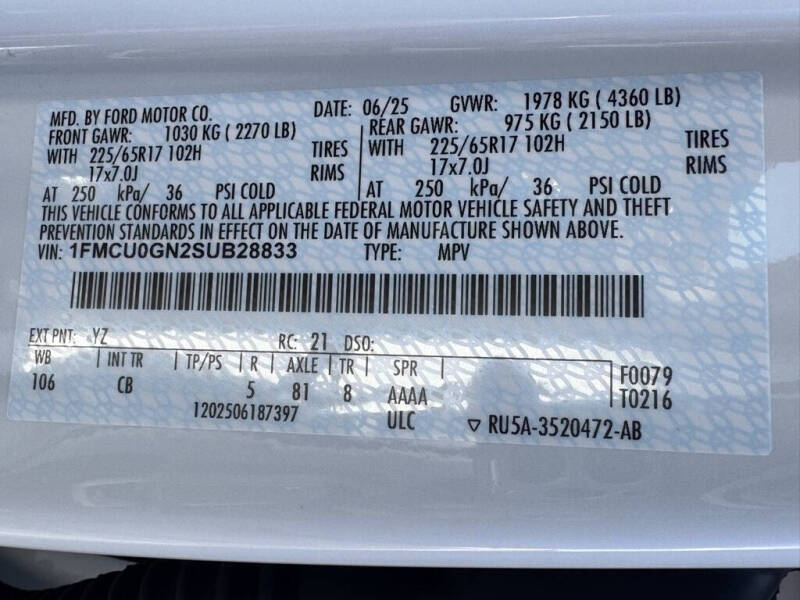 MFD. BY FORD MOTOR CO. DATE: 06/25 GVWR: 1978 KG ( 4360 LB)
FRONT GAWR: 1030 KG ( 2270 LB) REAR GAWR: 975 KG ( 2150 LB)
WITH 225/65R17 102H TIRES WITH 225/65R17 102H TIRES
17x7.0J RIMS 17x7.0J RIMS
AT 250 kPa/ 36 PSI COLD AT 250 kPa/ 36 PSI COLD
THIS VEHICLE CONFORMS TO ALL APPLICABLE FEDERAL MOTOR VEHICLE SAFETY AND THEFT
PREVENTION STANDARDS IN EFFECT ON THE DATE OF MANUFACTURE SHOWN ABOVE.
VIN: 1FMCU0GN2SUB28833 TYPE: MPV
EXT PNT: YZ RC: 21 DSO:
WB INT TR TP/PS R AXLE TR SPR
106 CB 5 81 8 AAAA
F0079
T0216
1202506187397 ULC ▽ RU5A-3520472-AB